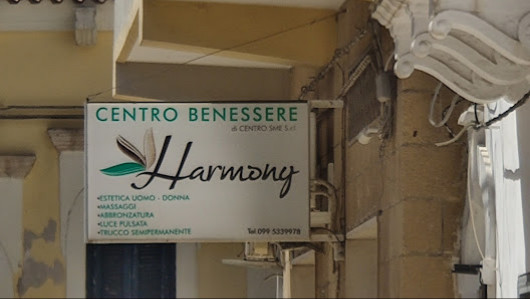 CENTRO BENESSERE
di CENTRO SME S.r.l.
Harmony
•ESTETICA UOMO - DONNA
•MASSAGGI
•ABBRONZATURA
•LUCE PULSATA
•TRUCCO SEMIPERMANENTE
Tel 099 5339978